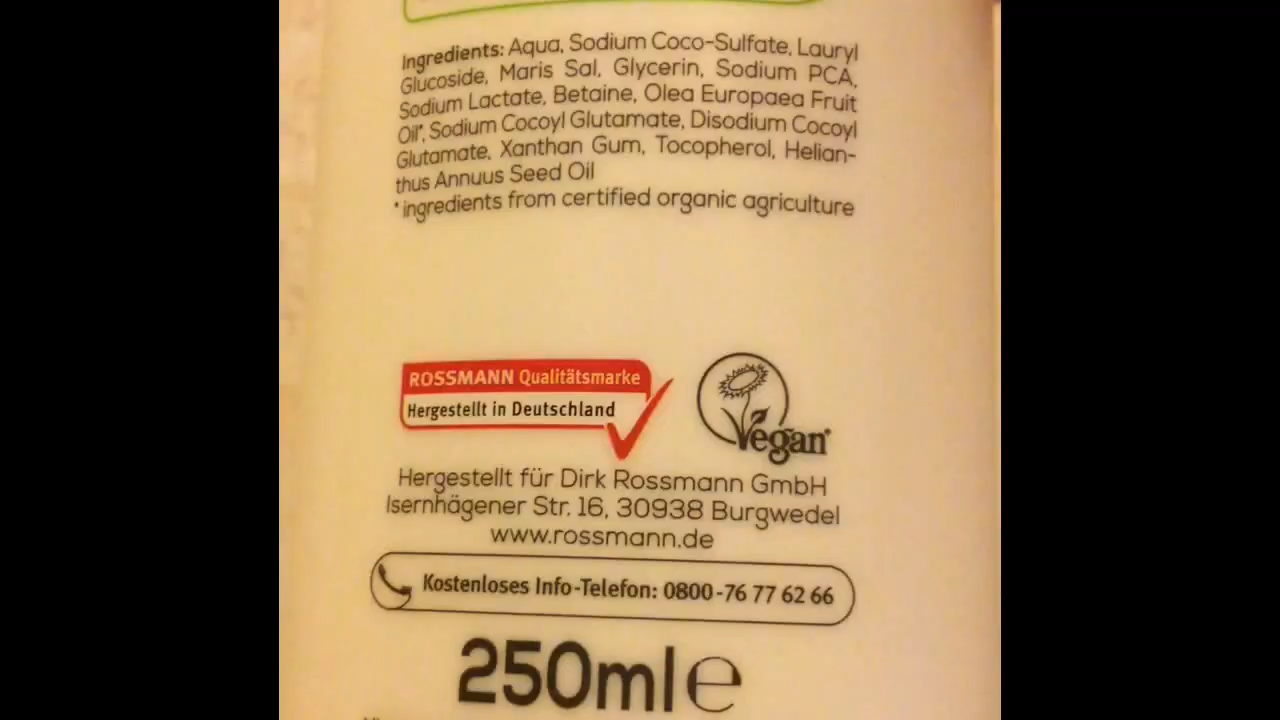 Ingredients: Aqua, Sodium Coco-Sulfate, Lauryl
Glucoside, Maris Sal, Glycerin, Sodium PCA,
Sodium Lactate, Betaine, Olea Europaea Fruit
Oil*, Sodium Cocoyl Glutamate, Disodium Cocoyl
Glutamate, Xanthan Gum, Tocopherol, Helian-
thus Annuus Seed Oil
*ingredients from certified organic agriculture
ROSSMANN Qualitätsmarke
Hergestellt in Deutschland
Vegan
Hergestellt für Dirk Rossmann GmbH
Isernhägener Str. 16, 30938 Burgwedel
www.rossmann.de
Kostenloses Info-Telefon: 0800-76 77 62 66
250ml e